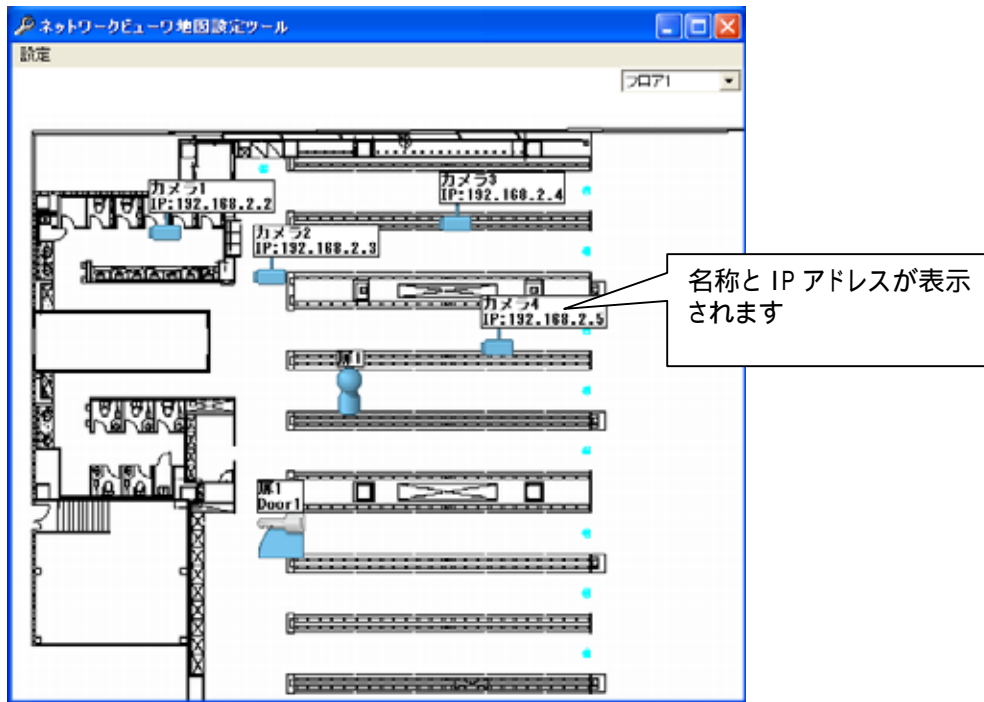 ネットワークビューワ地図設定ツール
設定
フロア1
カメラ1
IP:192.168.2.2
カメラ3
IP:192.168.2.4
カメラ2
IP:192.168.2.3
名称と IP アドレスが表示
されます
カメラ4
IP:192.168.2.5
扉1
扉1
Door1